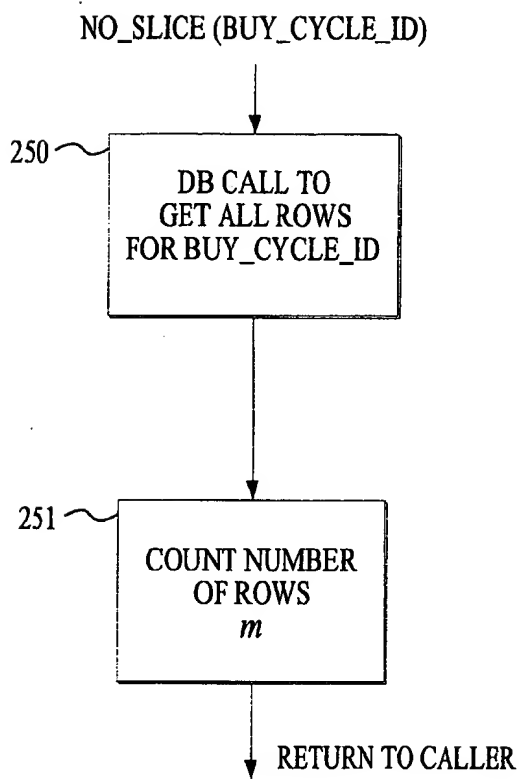 NO_SLICE (BUY_CYCLE_ID)
250
DB CALL TO
GET ALL ROWS
FOR BUY_CYCLE_ID
251
COUNT NUMBER
OF ROWS
m
RETURN TO CALLER